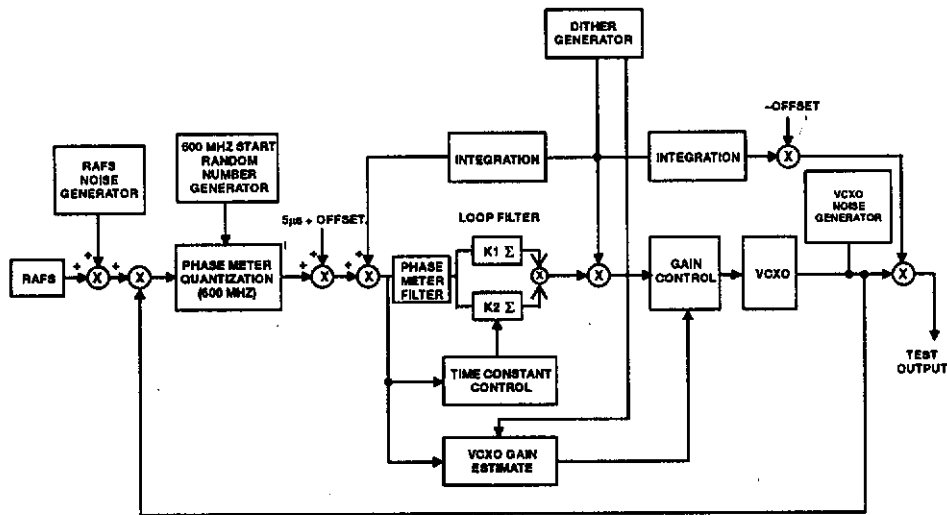 DITHER
GENERATOR
~OFFSET
X
RAFS
NOISE
GENERATOR
600 MHZ START
RANDOM
NUMBER
GENERATOR
INTEGRATION
INTEGRATION
VCXO
NOISE
GENERATOR
5µs + OFFSET
LOOP FILTER
RAFS
+
+
X
+
+
X
PHASE METER
QUANTIZATION
(600 MHZ)
+
+
X
+
+
X
PHASE
METER
FILTER
K1 Σ
K2 Σ
X
X
GAIN
CONTROL
VCXO
X
TIME CONSTANT
CONTROL
TEST
OUTPUT
VCXO GAIN
ESTIMATE